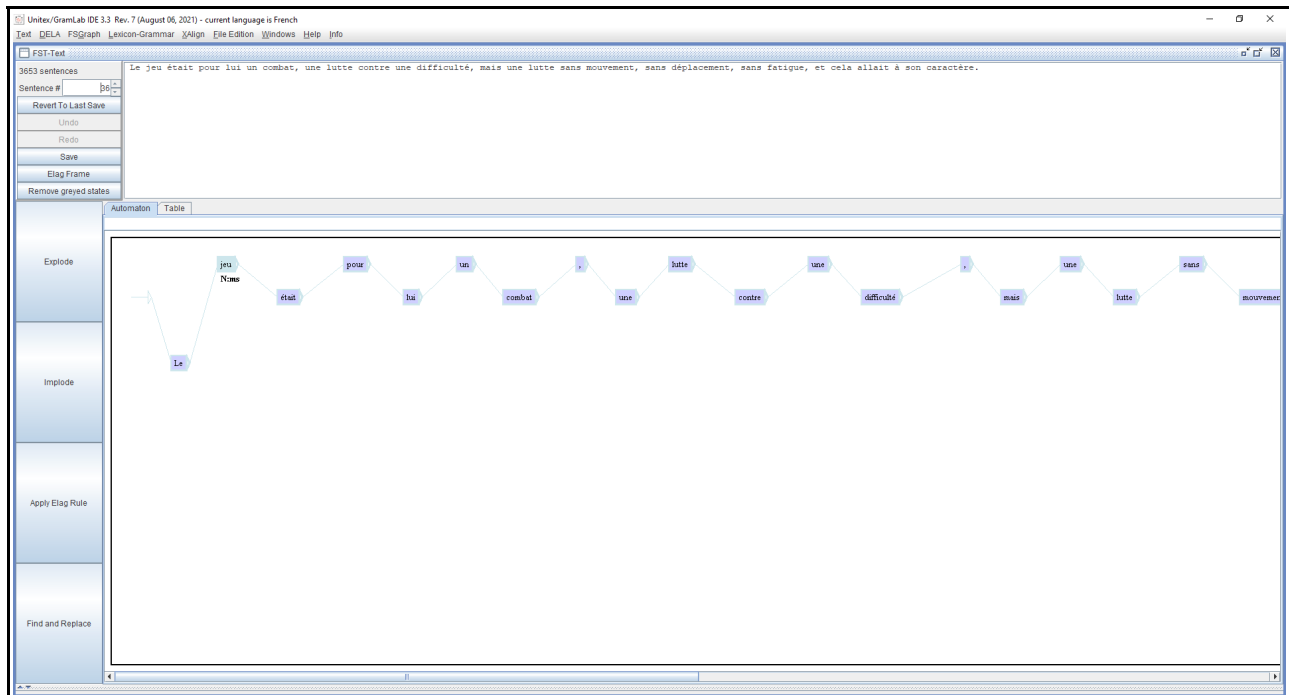 Unitex/GramLab IDE 3.3 Rev. 7 (August 06, 2021) - current language is French
Text DELA FSGraph Lexicon-Grammar XAlign File Edition Windows Help Info
FST-Text
3653 sentences
Sentence # 36
Revert To Last Save
Undo
Redo
Save
Elag Frame
Remove greyed states
Le jeu était pour lui un combat, une lutte contre une difficulté, mais une lutte sans mouvement, sans déplacement, sans fatigue, et cela allait à son caractère.
Automaton Table
Explode
Implode
Apply Elag Rule
Find and Replace
jeu pour un , lutte une , une sans
N:ms
était lui combat une contre difficulté mais lutte mouvemen
Le